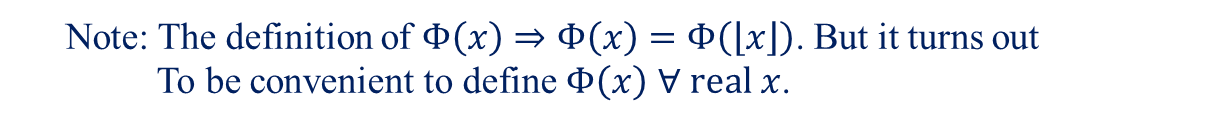 Note: The definition of Φ(x) ⇒ Φ(x) = Φ(⌊x⌋). But it turns out
To be convenient to define Φ(x) ∀ real x.